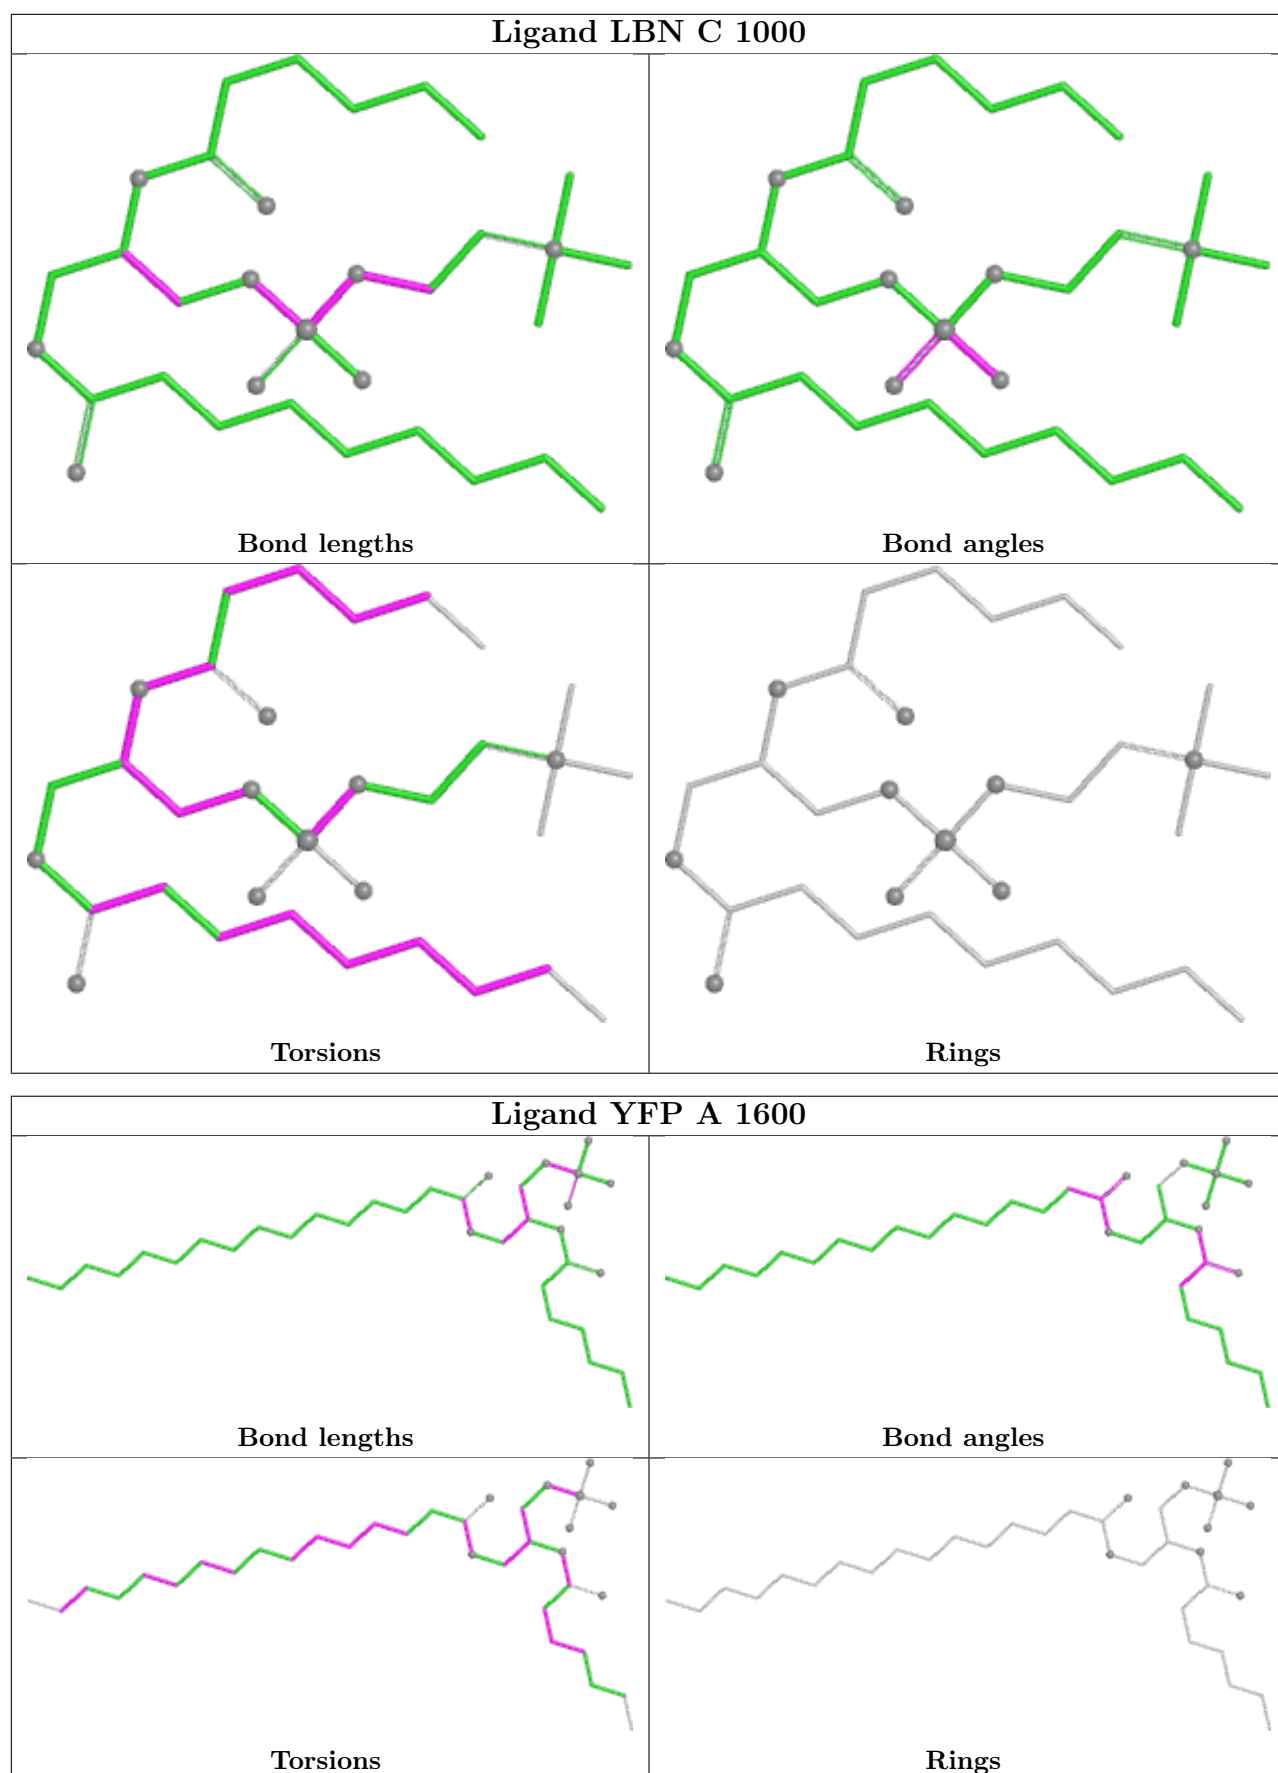 Ligand LBN C 1000
Bond lengths
Bond angles
Torsions
Rings
Ligand YFP A 1600
Bond lengths
Bond angles
Torsions
Rings